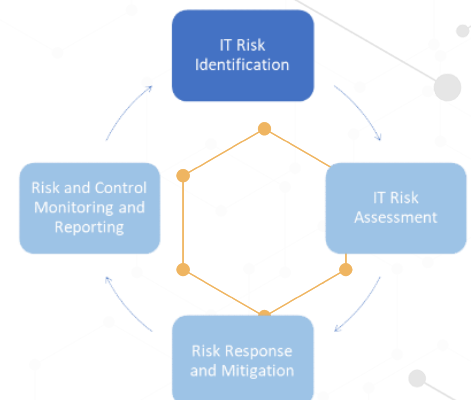 IT Risk
Identification
IT Risk
Assessment
Risk Response
and Mitigation
Risk and Control
Monitoring and
Reporting